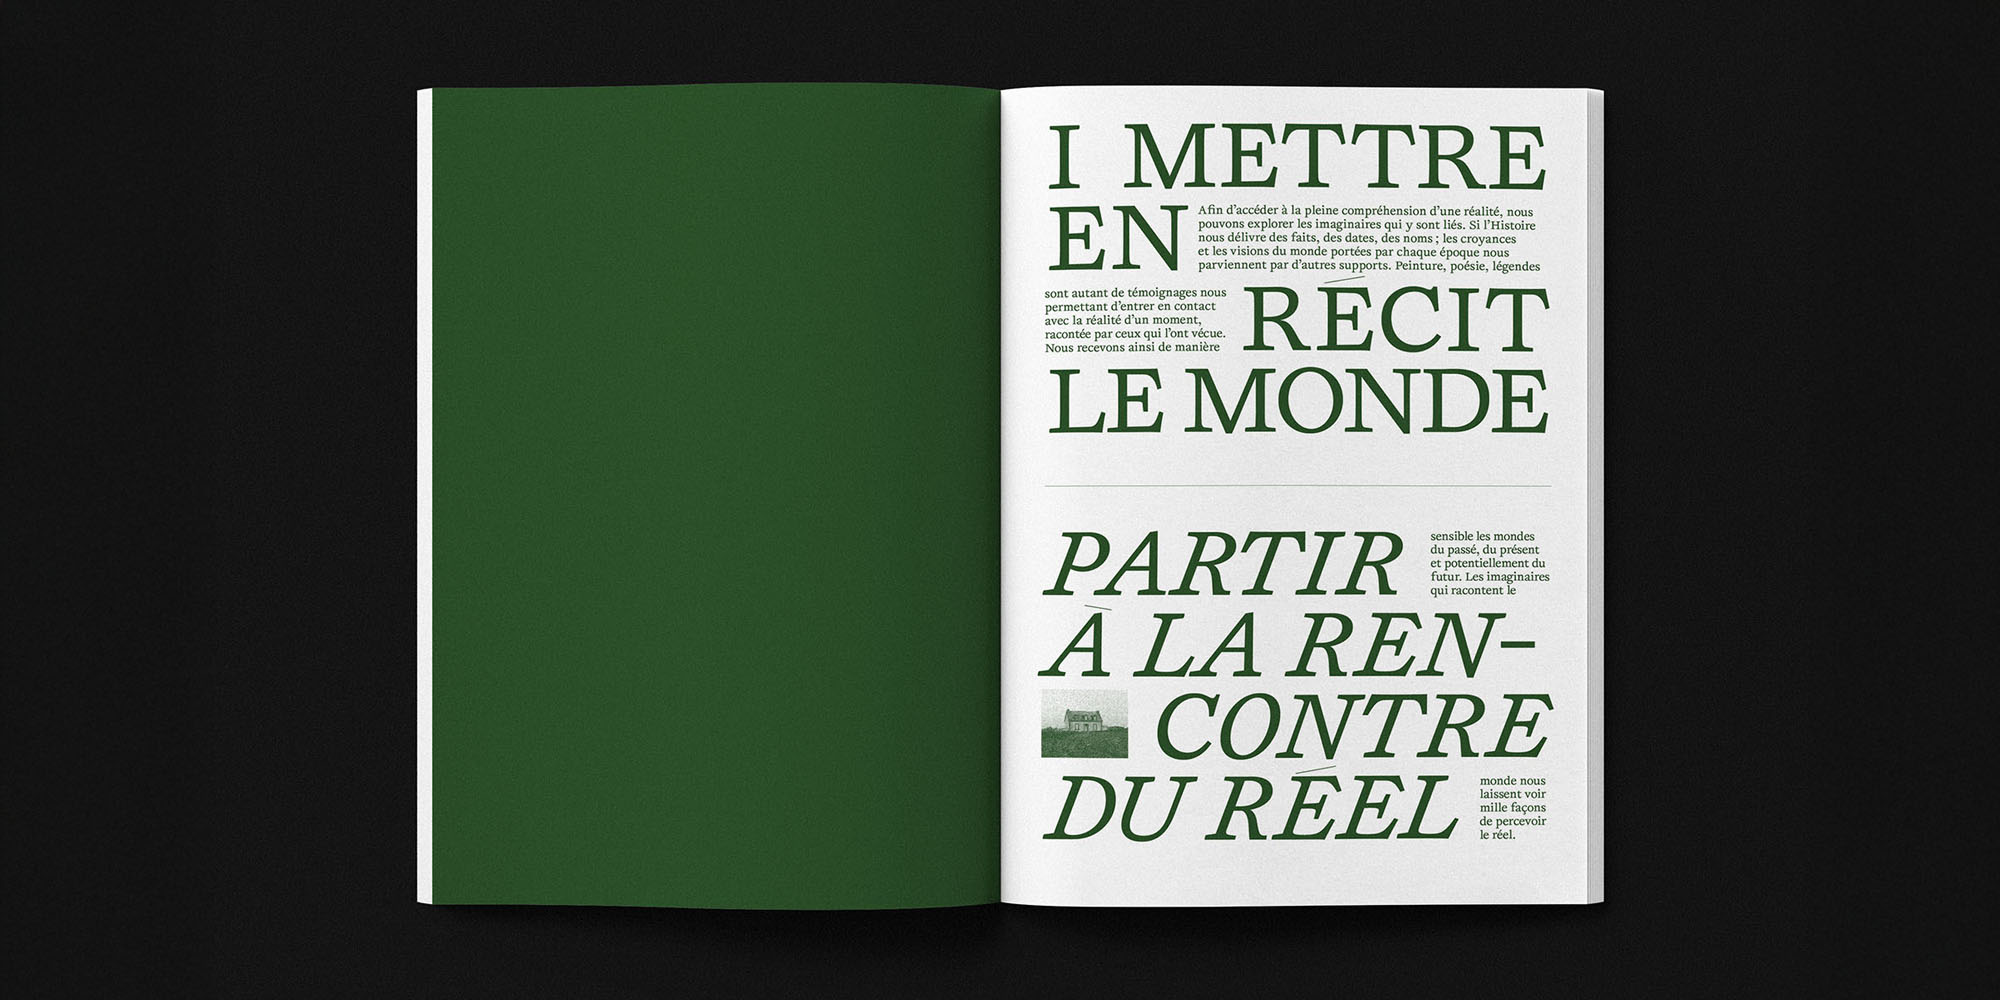 I METTRE
EN
Afin d’accéder à la pleine compréhension d’une réalité, nous
pouvons explorer les imaginaires qui y sont liés. Si l’Histoire
nous délivre des faits, des dates, des noms ; les croyances
et les visions du monde portées par chaque époque nous
parviennent par d’autres supports. Peinture, poésie, légendes
sont autant de témoignages nous
permettant d’entrer en contact
avec la réalité d’un moment,
racontée par ceux qui l’ont vécue.
Nous recevons ainsi de manière
RÉCIT
LE MONDE
PARTIR
sensible les mondes
du passé, du présent
et potentiellement du
futur. Les imaginaires
qui racontent le
À LA REN-
CONTRE
DU RÉEL
monde nous
laissent voir
mille façons
de percevoir
le réel.